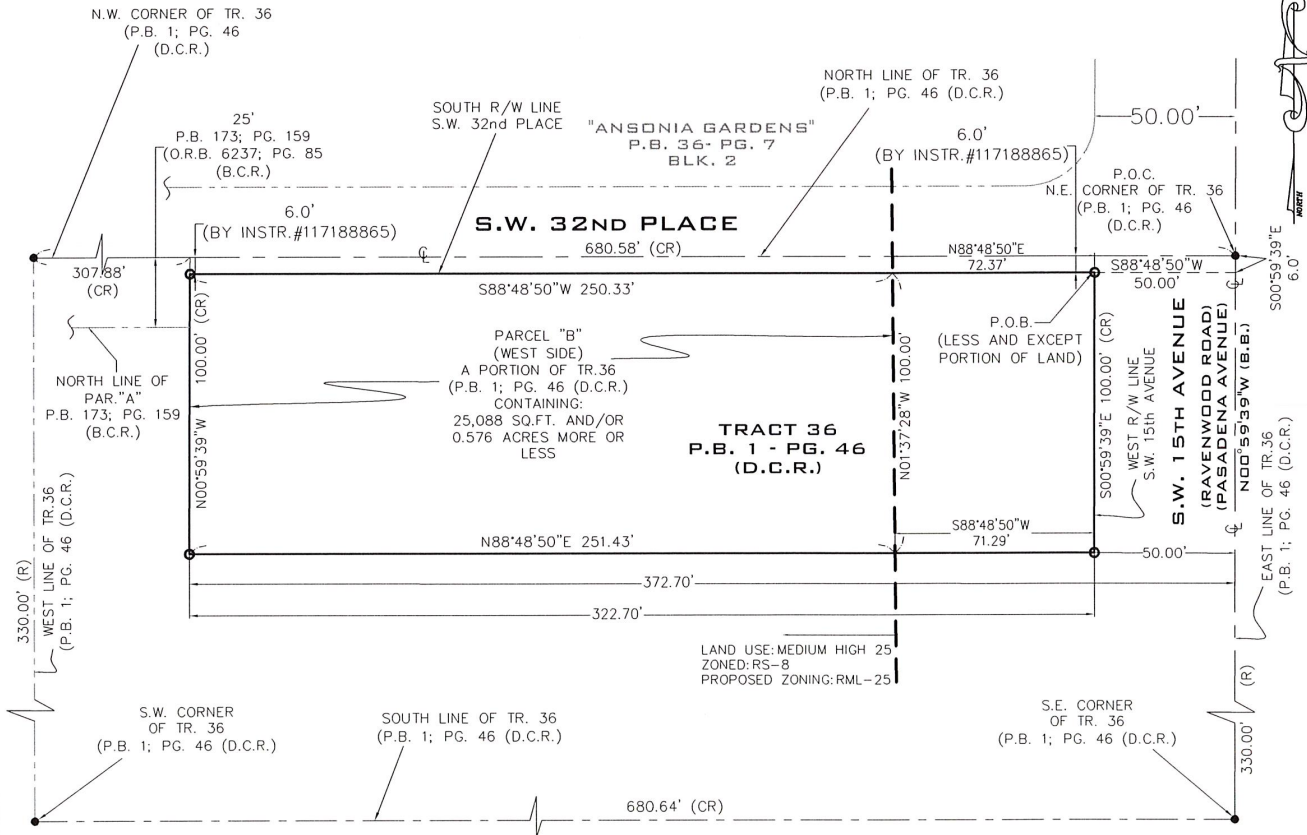 N.W. CORNER OF TR. 36
(P.B. 1; PG. 46
(D.C.R.)
25'
P.B. 173; PG. 159
(O.R.B. 6237; PG. 85
(B.C.R.)
SOUTH R/W LINE
S.W. 32nd PLACE
"ANSONIA GARDENS"
P.B. 36- PG. 7
BLK. 2
NORTH LINE OF TR. 36
(P.B. 1; PG. 46 (D.C.R.)
50.00'
6.0'
(BY INSTR.#117188865)
P.O.C.
N.E. CORNER OF TR. 36
(P.B. 1; PG. 46
(D.C.R.)
NORTH
6.0'
(BY INSTR.#117188865)
S.W. 32ND PLACE
680.58' (CR)
N88°48'50"E
72.37'
S88°48'50"W
50.00'
S00°59'39"E
6.0'
307.88'
(CR)
S88°48'50"W 250.33'
100.00' (CR)
N00°59'39"W
NORTH LINE OF
PAR."A"
P.B. 173; PG. 159
(B.C.R.)
PARCEL "B"
(WEST SIDE)
A PORTION OF TR.36
(P.B. 1; PG. 46 (D.C.R.)
CONTAINING:
25,088 SQ.FT. AND/OR
0.576 ACRES MORE OR
LESS
TRACT 36
P.B. 1 - PG. 46
(D.C.R.)
N01°37'28"W 100.00'
P.O.B.
(LESS AND EXCEPT
PORTION OF LAND)
S00°59'39"E 100.00' (CR)
WEST R/W LINE
S.W. 15th AVENUE
S.W. 15TH AVENUE
(RAVENWOOD ROAD)
(PASADENA AVENUE)
N00°59'39"W (B.B.)
EAST LINE OF TR.36
(P.B. 1; PG. 46 (D.C.R.)
330.00' (R)
WEST LINE OF TR.36
(P.B. 1; PG. 46 (D.C.R.)
N88°48'50"E 251.43'
S88°48'50"W
71.29'
50.00'
372.70'
322.70'
LAND USE: MEDIUM HIGH 25
ZONED: RS-8
PROPOSED ZONING: RML-25
S.W. CORNER
OF TR. 36
(P.B. 1; PG. 46 (D.C.R.)
SOUTH LINE OF TR. 36
(P.B. 1; PG. 46 (D.C.R.)
S.E. CORNER
OF TR. 36
(P.B. 1; PG. 46 (D.C.R.)
330.00' (R)
680.64' (CR)